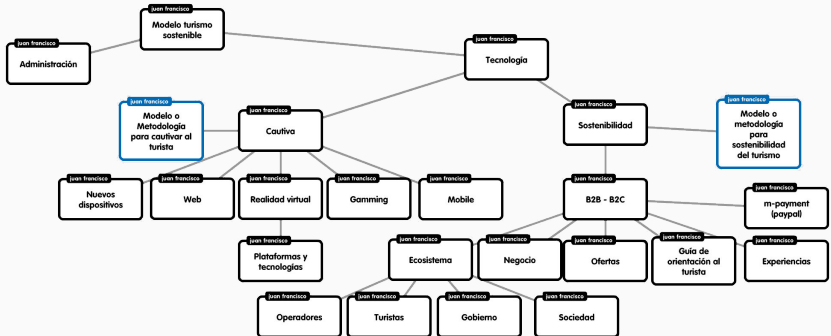 juan francisco
Modelo turismo
sostenible
juan francisco
Administración
juan francisco
Tecnología
juan francisco
Modelo o
Metodología
para cautivar al
turista
juan francisco
Cautiva
juan francisco
Sostenibilidad
juan francisco
Modelo o
metodología
para
sostenibilidad
del turismo
juan francisco
Nuevos
dispositivos
juan francisco
Web
juan francisco
Realidad virtual
juan francisco
Gamming
juan francisco
Mobile
juan francisco
B2B - B2C
juan francisco
m-payment
(paypal)
juan francisco
Plataformas y
tecnologías
juan francisco
Ecosistema
juan francisco
Negocio
juan francisco
Ofertas
juan francisco
Guía de
orientación al
turista
juan francisco
Experiencias
juan francisco
Operadores
juan francisco
Turistas
juan francisco
Gobierno
juan francisco
Sociedad